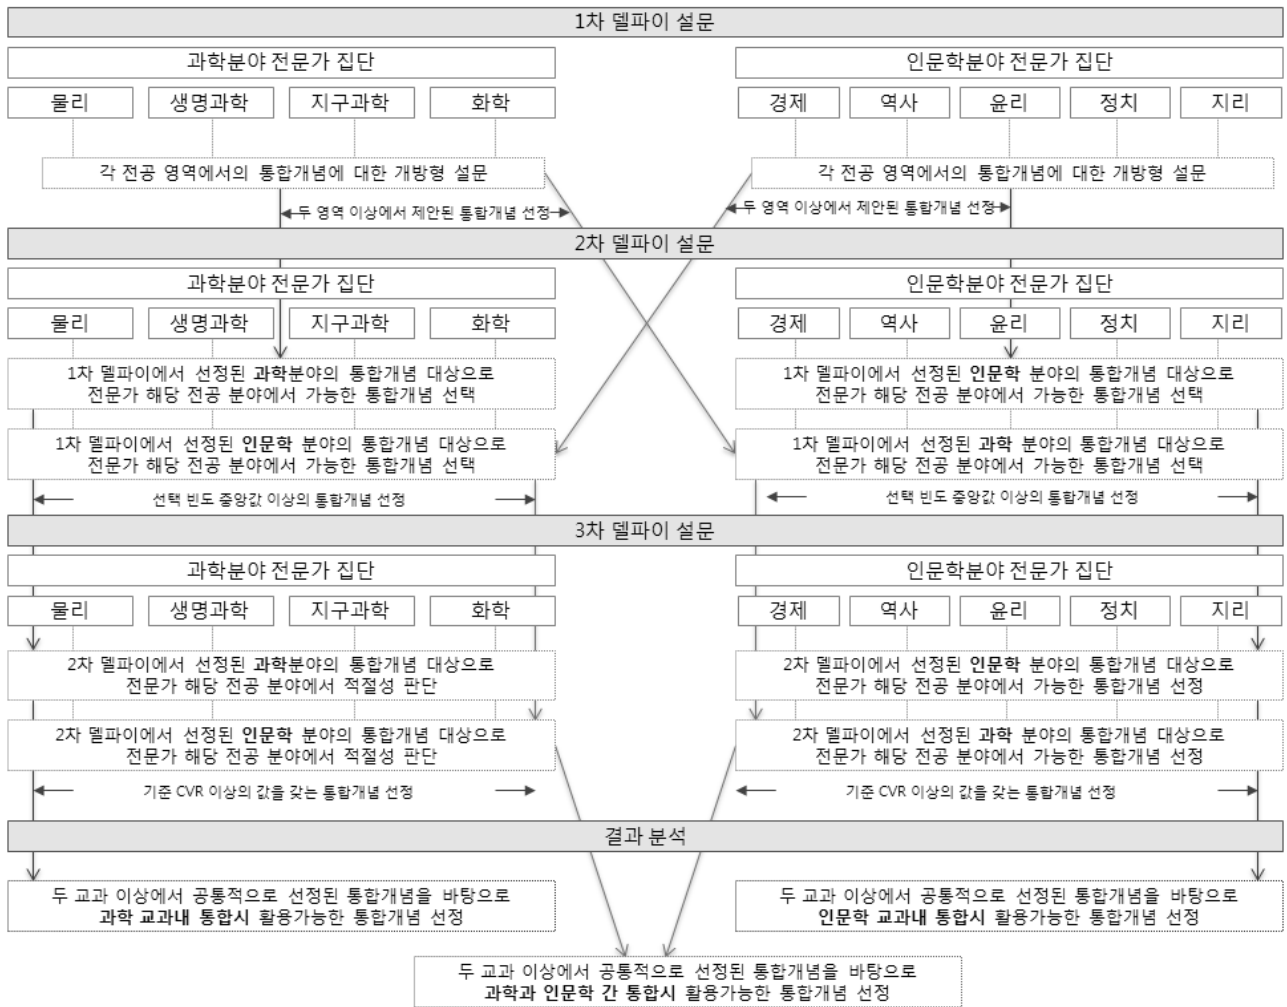 1차 델파이 설문
과학분야 전문가 집단
인문학분야 전문가 집단
물리 생명과학 지구과학 화학
경제 역사 윤리 정치 지리
각 전공 영역에서의 통합개념에 대한 개방형 설문
각 전공 영역에서의 통합개념에 대한 개방형 설문
두 영역 이상에서 제안된 통합개념 선정
두 영역 이상에서 제안된 통합개념 선정
2차 델파이 설문
과학분야 전문가 집단
인문학분야 전문가 집단
물리 생명과학 지구과학 화학
경제 역사 윤리 정치 지리
1차 델파이에서 선정된 과학분야의 통합개념 대상으로
전문가 해당 전공 분야에서 가능한 통합개념 선택
1차 델파이에서 선정된 인문학 분야의 통합개념 대상으로
전문가 해당 전공 분야에서 가능한 통합개념 선택
1차 델파이에서 선정된 인문학 분야의 통합개념 대상으로
전문가 해당 전공 분야에서 가능한 통합개념 선택
1차 델파이에서 선정된 과학 분야의 통합개념 대상으로
전문가 해당 전공 분야에서 가능한 통합개념 선택
선택 빈도 중앙값 이상의 통합개념 선정
선택 빈도 중앙값 이상의 통합개념 선정
3차 델파이 설문
과학분야 전문가 집단
인문학분야 전문가 집단
물리 생명과학 지구과학 화학
경제 역사 윤리 정치 지리
2차 델파이에서 선정된 과학분야의 통합개념 대상으로
전문가 해당 전공 분야에서 적절성 판단
2차 델파이에서 선정된 인문학 분야의 통합개념 대상으로
전문가 해당 전공 분야에서 가능한 통합개념 선정
2차 델파이에서 선정된 인문학 분야의 통합개념 대상으로
전문가 해당 전공 분야에서 적절성 판단
2차 델파이에서 선정된 과학 분야의 통합개념 대상으로
전문가 해당 전공 분야에서 가능한 통합개념 선정
기준 CVR 이상의 값을 갖는 통합개념 선정
기준 CVR 이상의 값을 갖는 통합개념 선정
결과 분석
두 교과 이상에서 공통적으로 선정된 통합개념을 바탕으로
과학 교과내 통합시 활용가능한 통합개념 선정
두 교과 이상에서 공통적으로 선정된 통합개념을 바탕으로
인문학 교과내 통합시 활용가능한 통합개념 선정
두 교과 이상에서 공통적으로 선정된 통합개념을 바탕으로
과학과 인문학 간 통합시 활용가능한 통합개념 선정